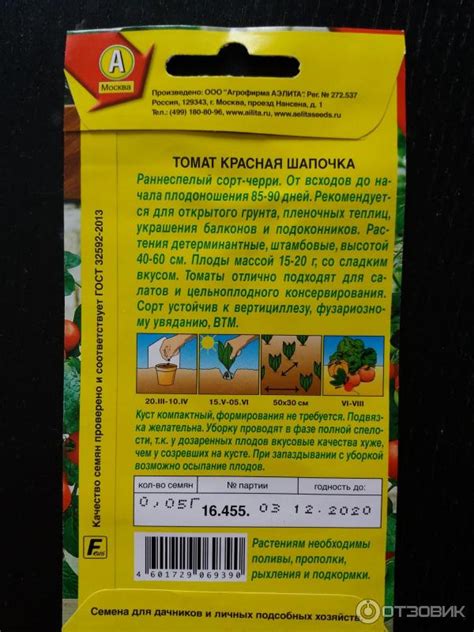 А
Москва
Произведено: ООО "Агрофирма АЭЛИТА". Рег. № 272.537
Россия, 129343, г. Москва, проезд Нансена, д. 1
Тел.: (499) 180-80-96, www.ailita.ru www.aelitaseeds.ru
ТОМАТ КРАСНАЯ ШАПОЧКА
Раннеспелый сорт-черри. От всходов до на-
чала плодоношения 85-90 дней. Рекомендует-
ся для открытого грунта, пленочных теплиц,
украшения балконов и подоконников. Рас-
тения детерминантные, штамбовые, высотой
40-60 см. Плоды массой 15-20 г, со сладким
вкусом. Томаты отлично подходят для са-
латов и цельноплодного консервирования.
Сорт устойчив к вертициллезу, фузариозно-
му увяданию, ВТМ.
20.III-10.IV
15.V-05.VI
50х30 см
VI-VIII
Куст компактный, формирования не требуется. Подвяз-
ка желательна. Уборку проводят в фазе полной спелос-
ти, т.к. у дозаренных плодов вкусовые качества хуже,
чем у созревших на кусте. При запаздывании с уборкой
возможно осыпание плодов.
кол-во семян
№ партии
годность до:
0,05Г
16.455.
03 12.2020
4 601729 069390
Растениям необходимы
поливы, прополки,
рыхления и подкормки.
Семена для дачников и личных подсобных хозяйств
Качество семян проверено и соответствует ГОСТ 32592-2013
F
ОТЗОВИК